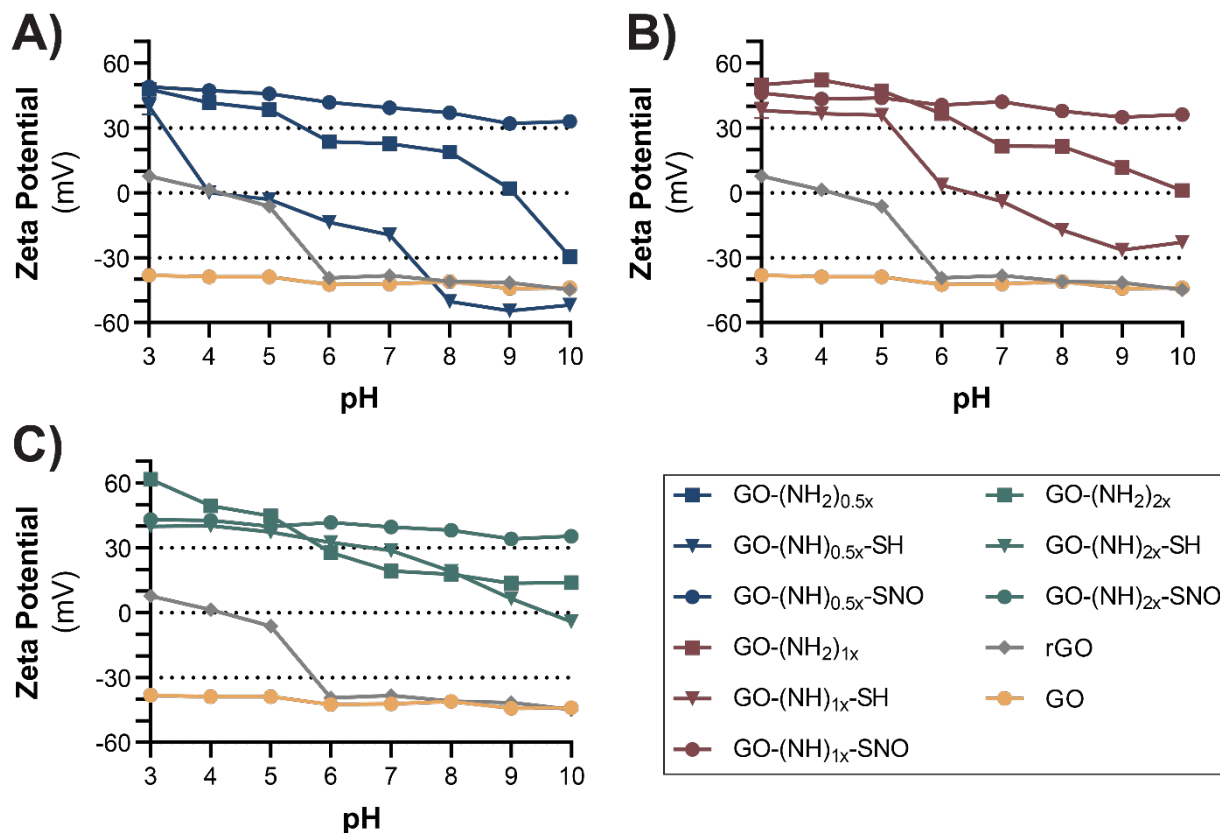 A)
Zeta Potential
(mV)
60
30
0
-30
-60
3 4 5 6 7 8 9 10
pH
B)
Zeta Potential
(mV)
60
30
0
-30
-60
3 4 5 6 7 8 9 10
pH
C)
Zeta Potential
(mV)
60
30
0
-30
-60
3 4 5 6 7 8 9 10
pH
GO-(NH₂)₀.₅ₓ
GO-(NH)₀.₅ₓ-SH
GO-(NH)₀.₅ₓ-SNO
GO-(NH₂)₁ₓ
GO-(NH)₁ₓ-SH
GO-(NH)₁ₓ-SNO
GO-(NH₂)₂ₓ
GO-(NH)₂ₓ-SH
GO-(NH)₂ₓ-SNO
rGO
GO